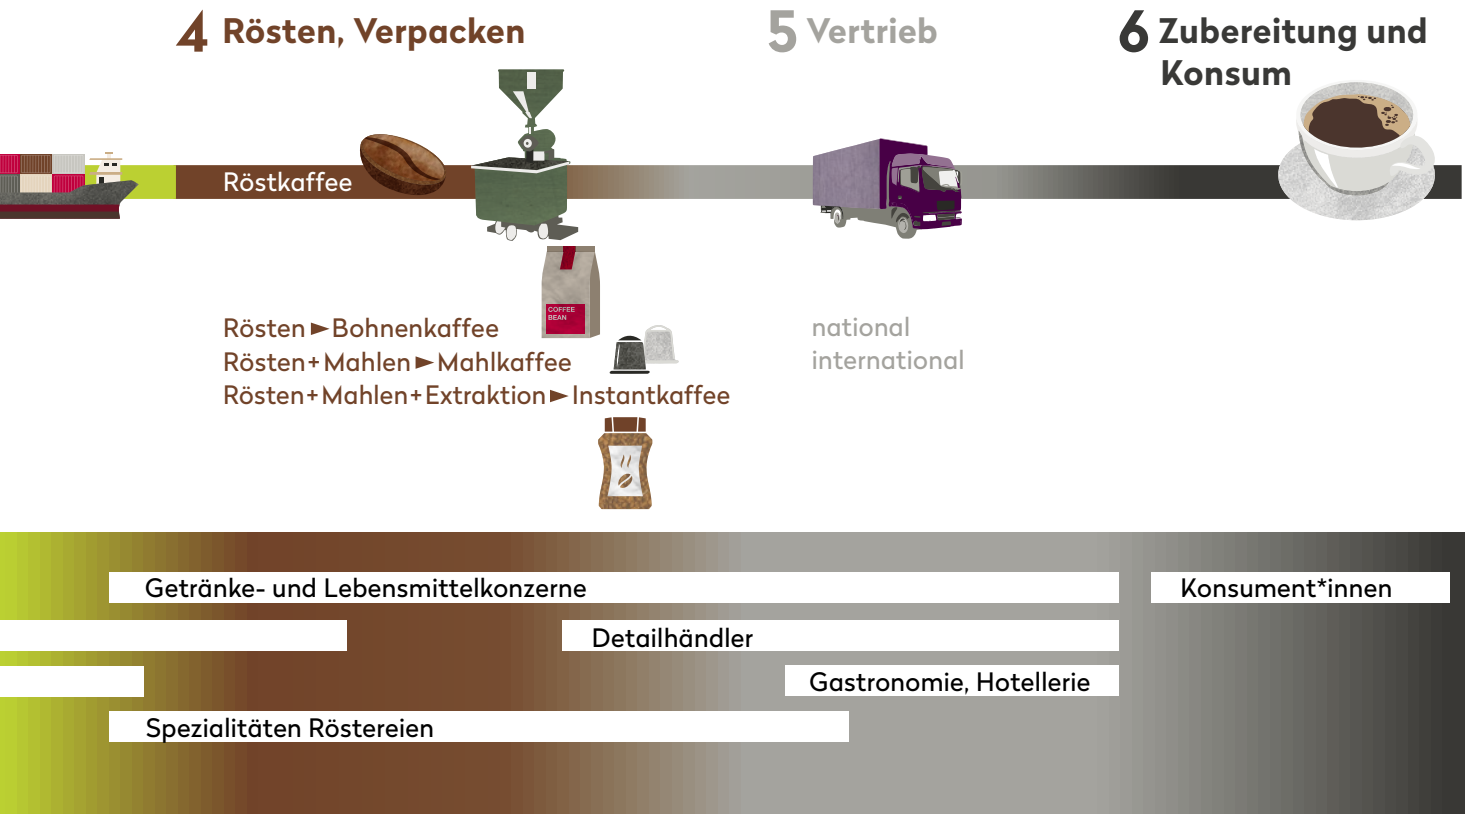 4 Rösten, Verpacken
5 Vertrieb
6 Zubereitung und
Konsum
Röstkaffee
COFFEE
BEAN
Rösten ► Bohnenkaffee
Rösten + Mahlen ► Mahlkaffee
Rösten + Mahlen + Extraktion ► Instantkaffee
national
international
Getränke- und Lebensmittelkonzerne
Konsument*innen
Detailhändler
Gastronomie, Hotellerie
Spezialitäten Röstereien